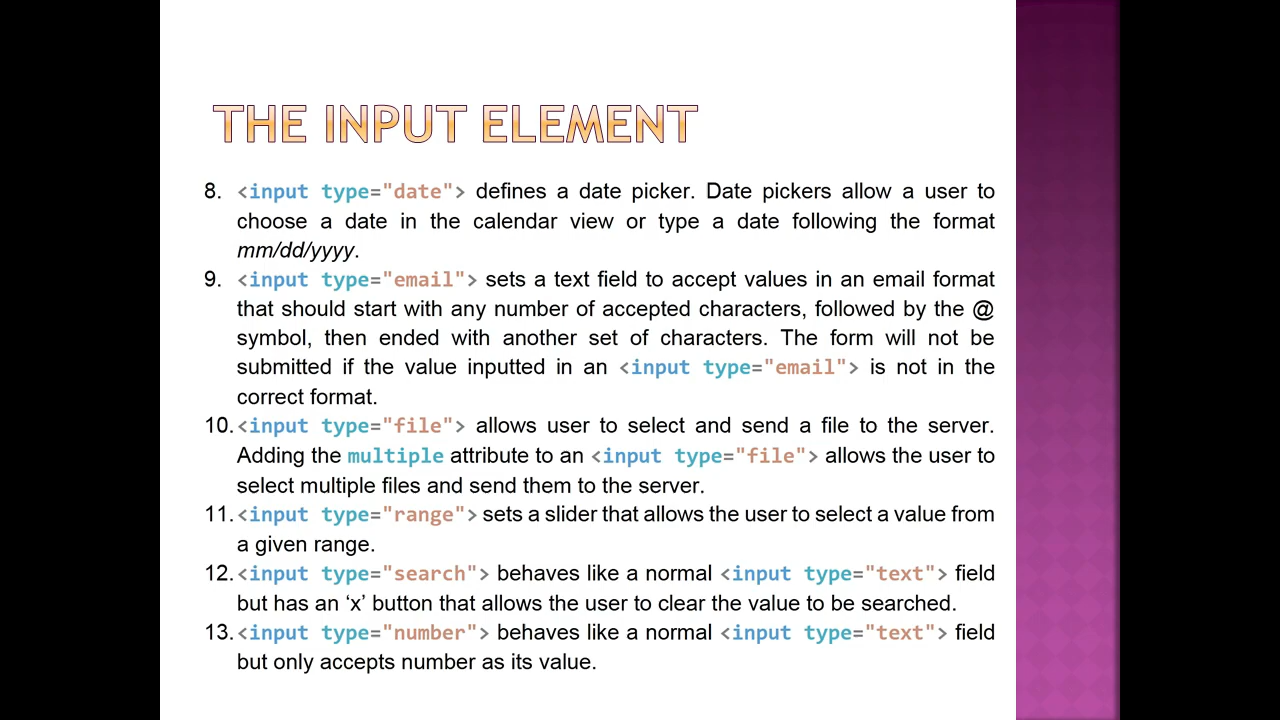 THE INPUT ELEMENT
8. <input type="date"> defines a date picker. Date pickers allow a user to
choose a date in the calendar view or type a date following the format
mm/dd/yyyy.
9. <input type="email"> sets a text field to accept values in an email format
that should start with any number of accepted characters, followed by the @
symbol, then ended with another set of characters. The form will not be
submitted if the value inputted in an <input type="email"> is not in the
correct format.
10. <input type="file"> allows user to select and send a file to the server.
Adding the multiple attribute to an <input type="file"> allows the user to
select multiple files and send them to the server.
11. <input type="range"> sets a slider that allows the user to select a value from
a given range.
12. <input type="search"> behaves like a normal <input type="text"> field
but has an ‘x’ button that allows the user to clear the value to be searched.
13. <input type="number"> behaves like a normal <input type="text"> field
but only accepts number as its value.